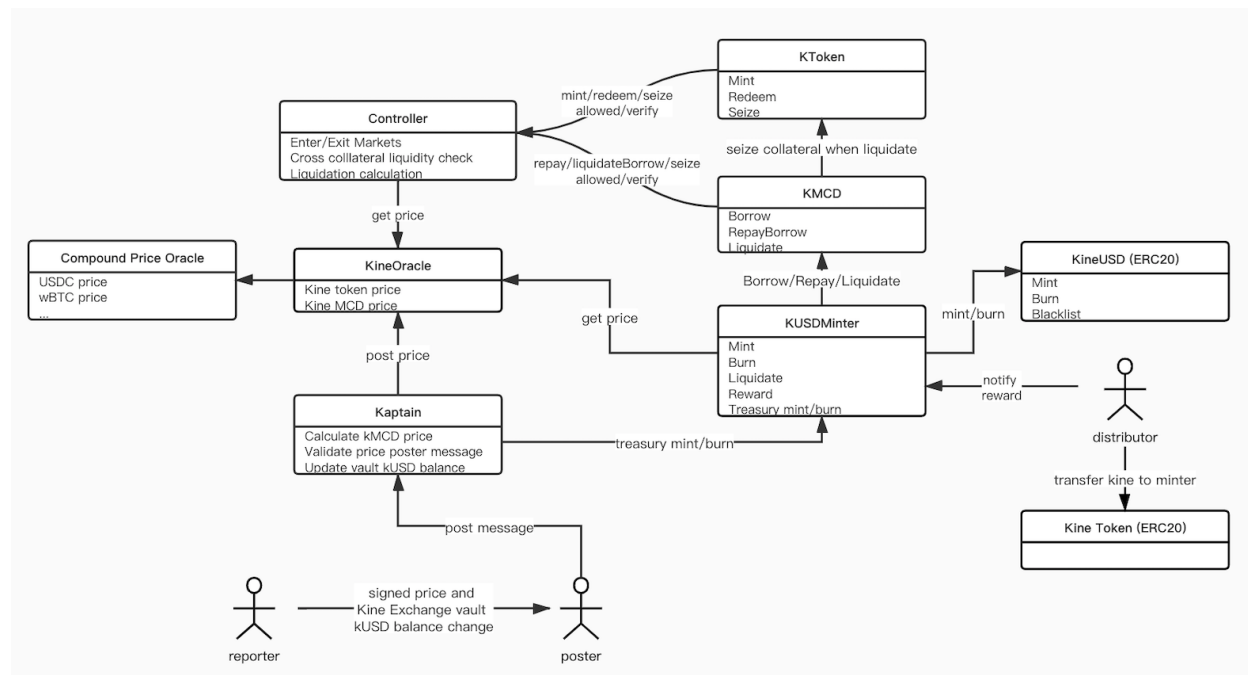 KToken
Mint
Redeem
Seize
mint/redeem/seize
allowed/verify
Controller
Enter/Exit Markets
Cross colllateral liquidity check
Liquidation calculation
repay/liquidateBorrow/seize
allowed/verify
seize collateral when liquidate
KMCD
Borrow
RepayBorrow
Liquidate
get price
Compound Price Oracle
USDC price
wBTC price
...
KineOracle
Kine token price
Kine MCD price
Borrow/Repay/Liquidate
KineUSD (ERC20)
Mint
Burn
Blacklist
get price
mint/burn
KUSDMinter
Mint
Burn
Liquidate
Reward
Treasury mint/burn
post price
notify
reward
distributor
Kaptain
Calculate kMCD price
Validate price poster message
Update vault kUSD balance
treasury mint/burn
transfer kine to minter
Kine Token (ERC20)
post message
signed price and
Kine Exchange vault
kUSD balance change
reporter
poster